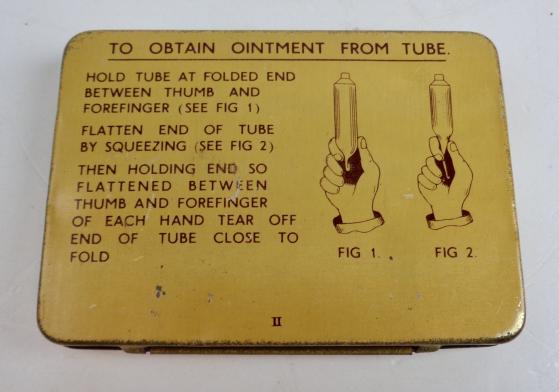 TO OBTAIN OINTMENT FROM TUBE.
HOLD TUBE AT FOLDED END
BETWEEN THUMB AND
FOREFINGER (SEE FIG 1)
FLATTEN END OF TUBE
BY SQUEEZING (SEE FIG 2)
THEN HOLDING END SO
FLATTENED BETWEEN
THUMB AND FOREFINGER
OF EACH HAND TEAR OFF
END OF TUBE CLOSE TO
FOLD
FIG 1.
FIG 2.
II